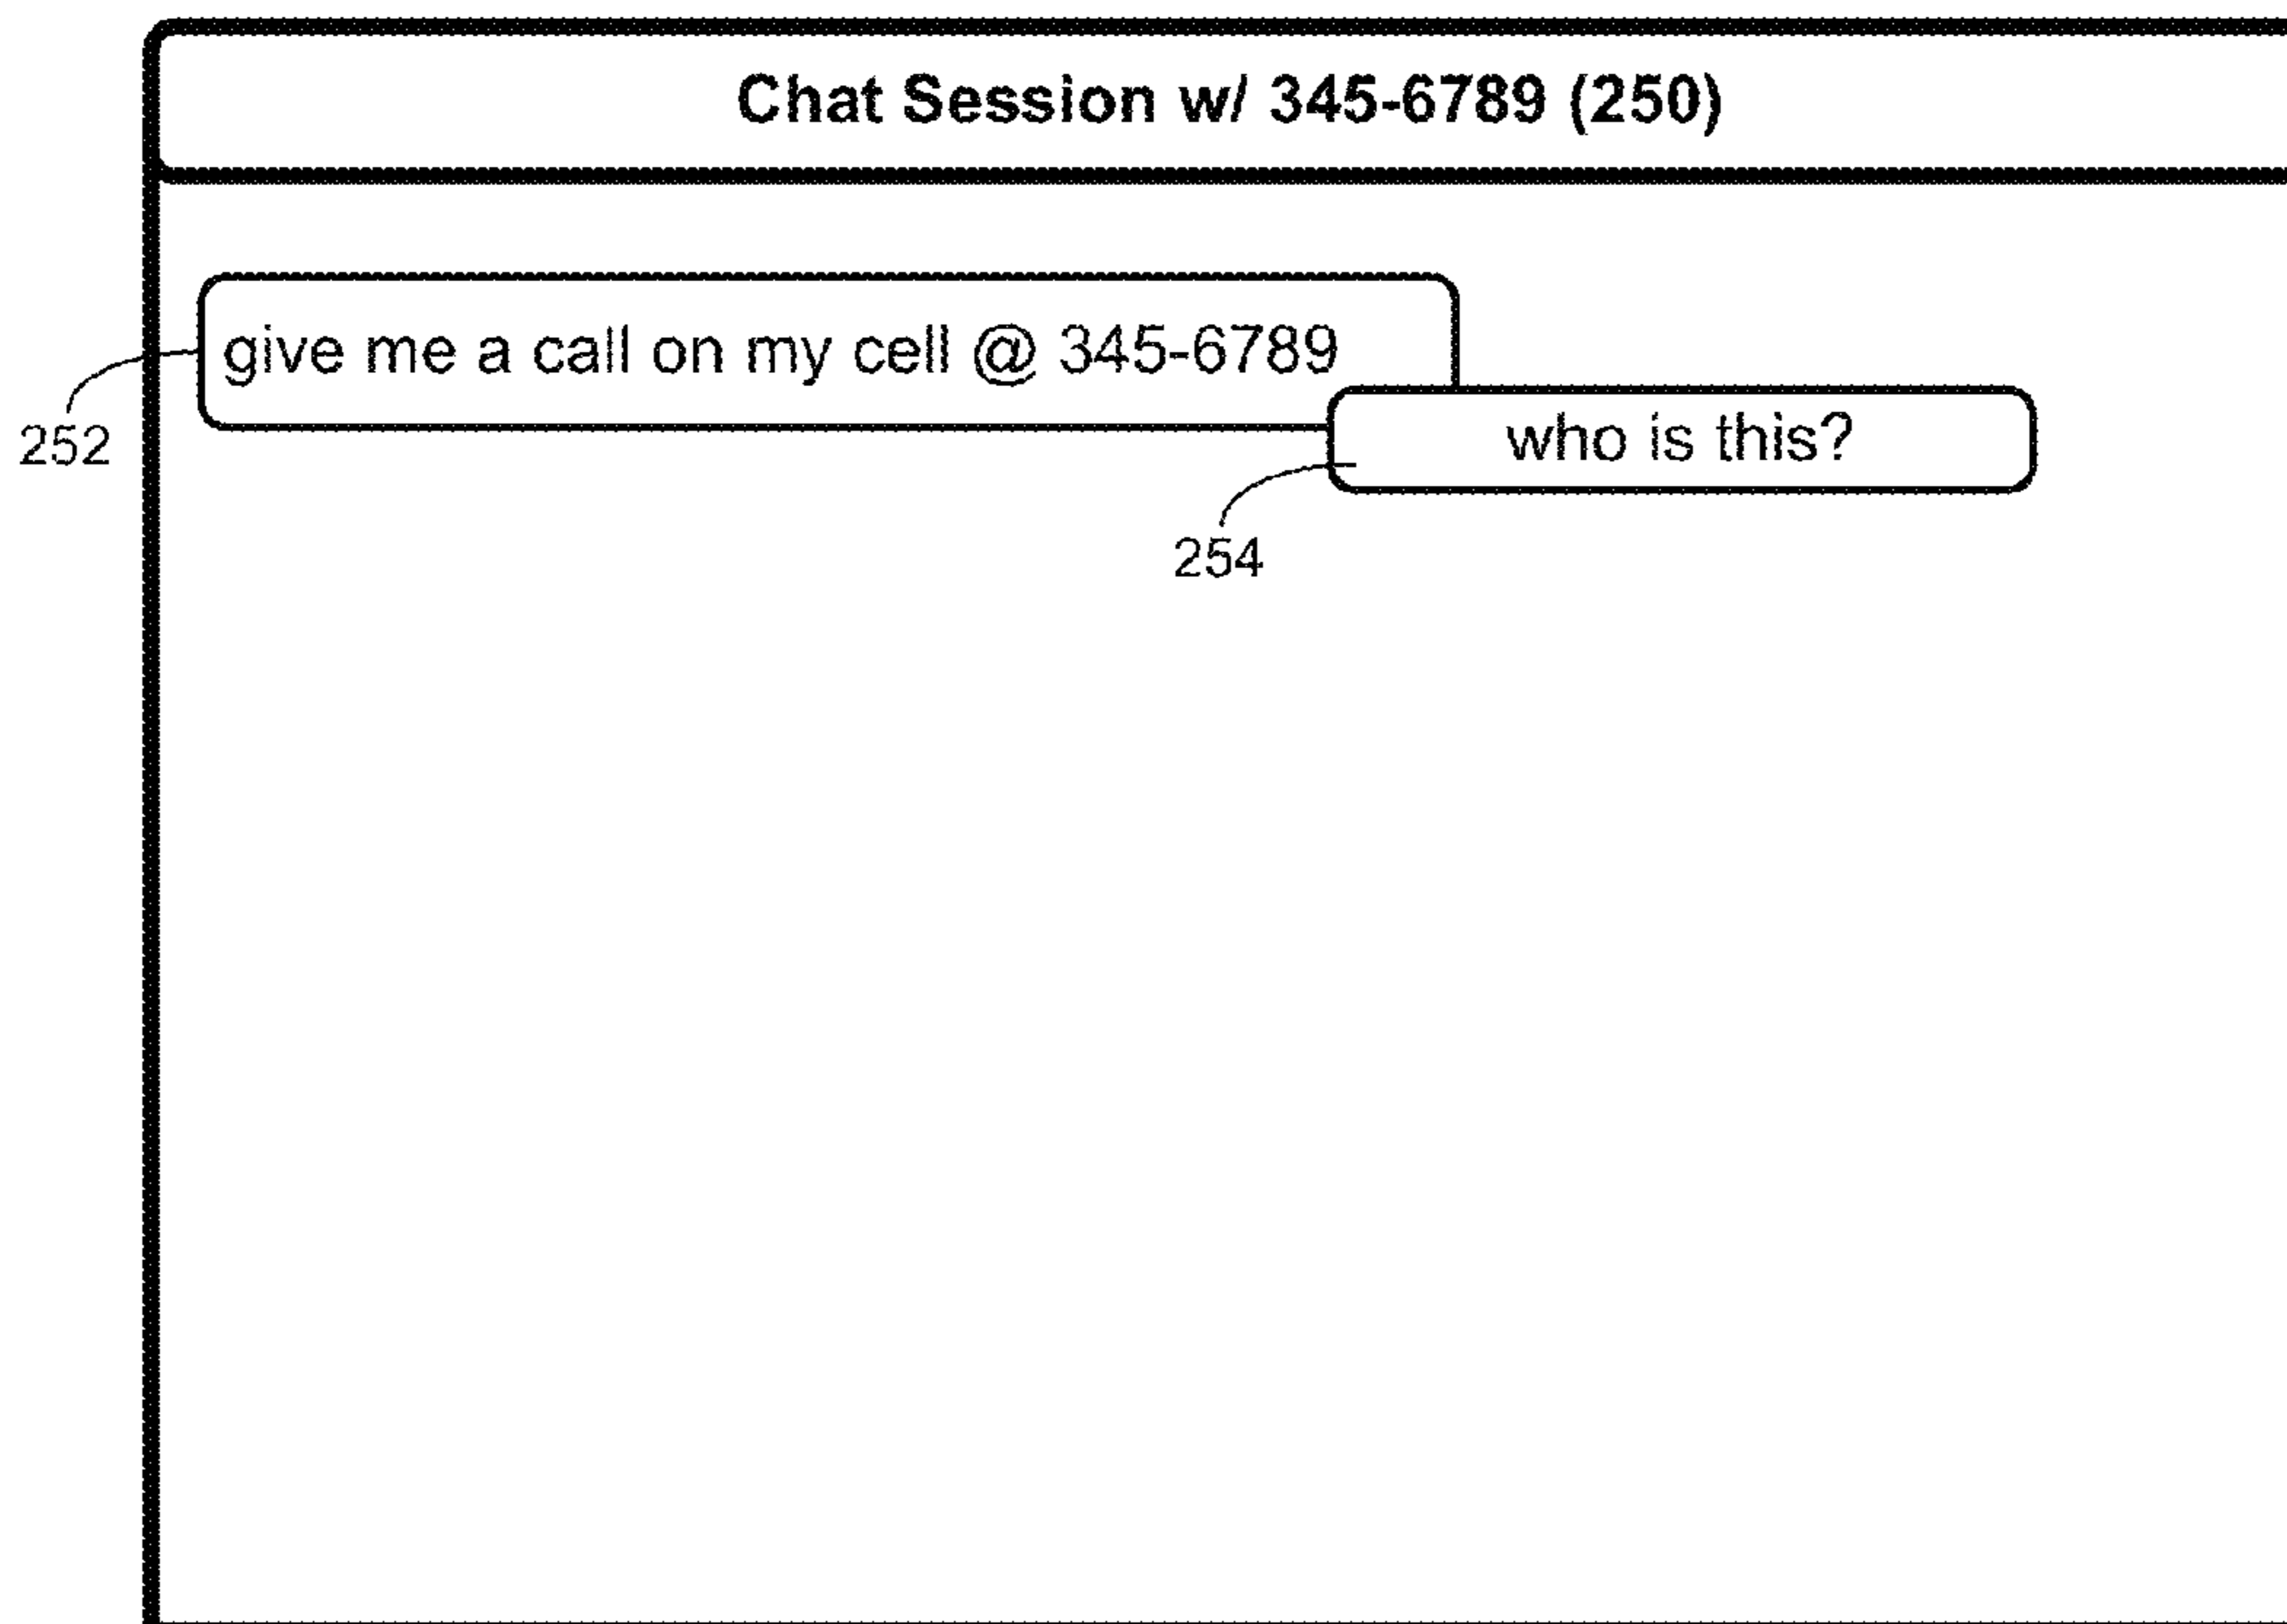 Chat Session w/ 345-6789 (250)
give me a call on my cell @ 345-6789
who is this?
252
254